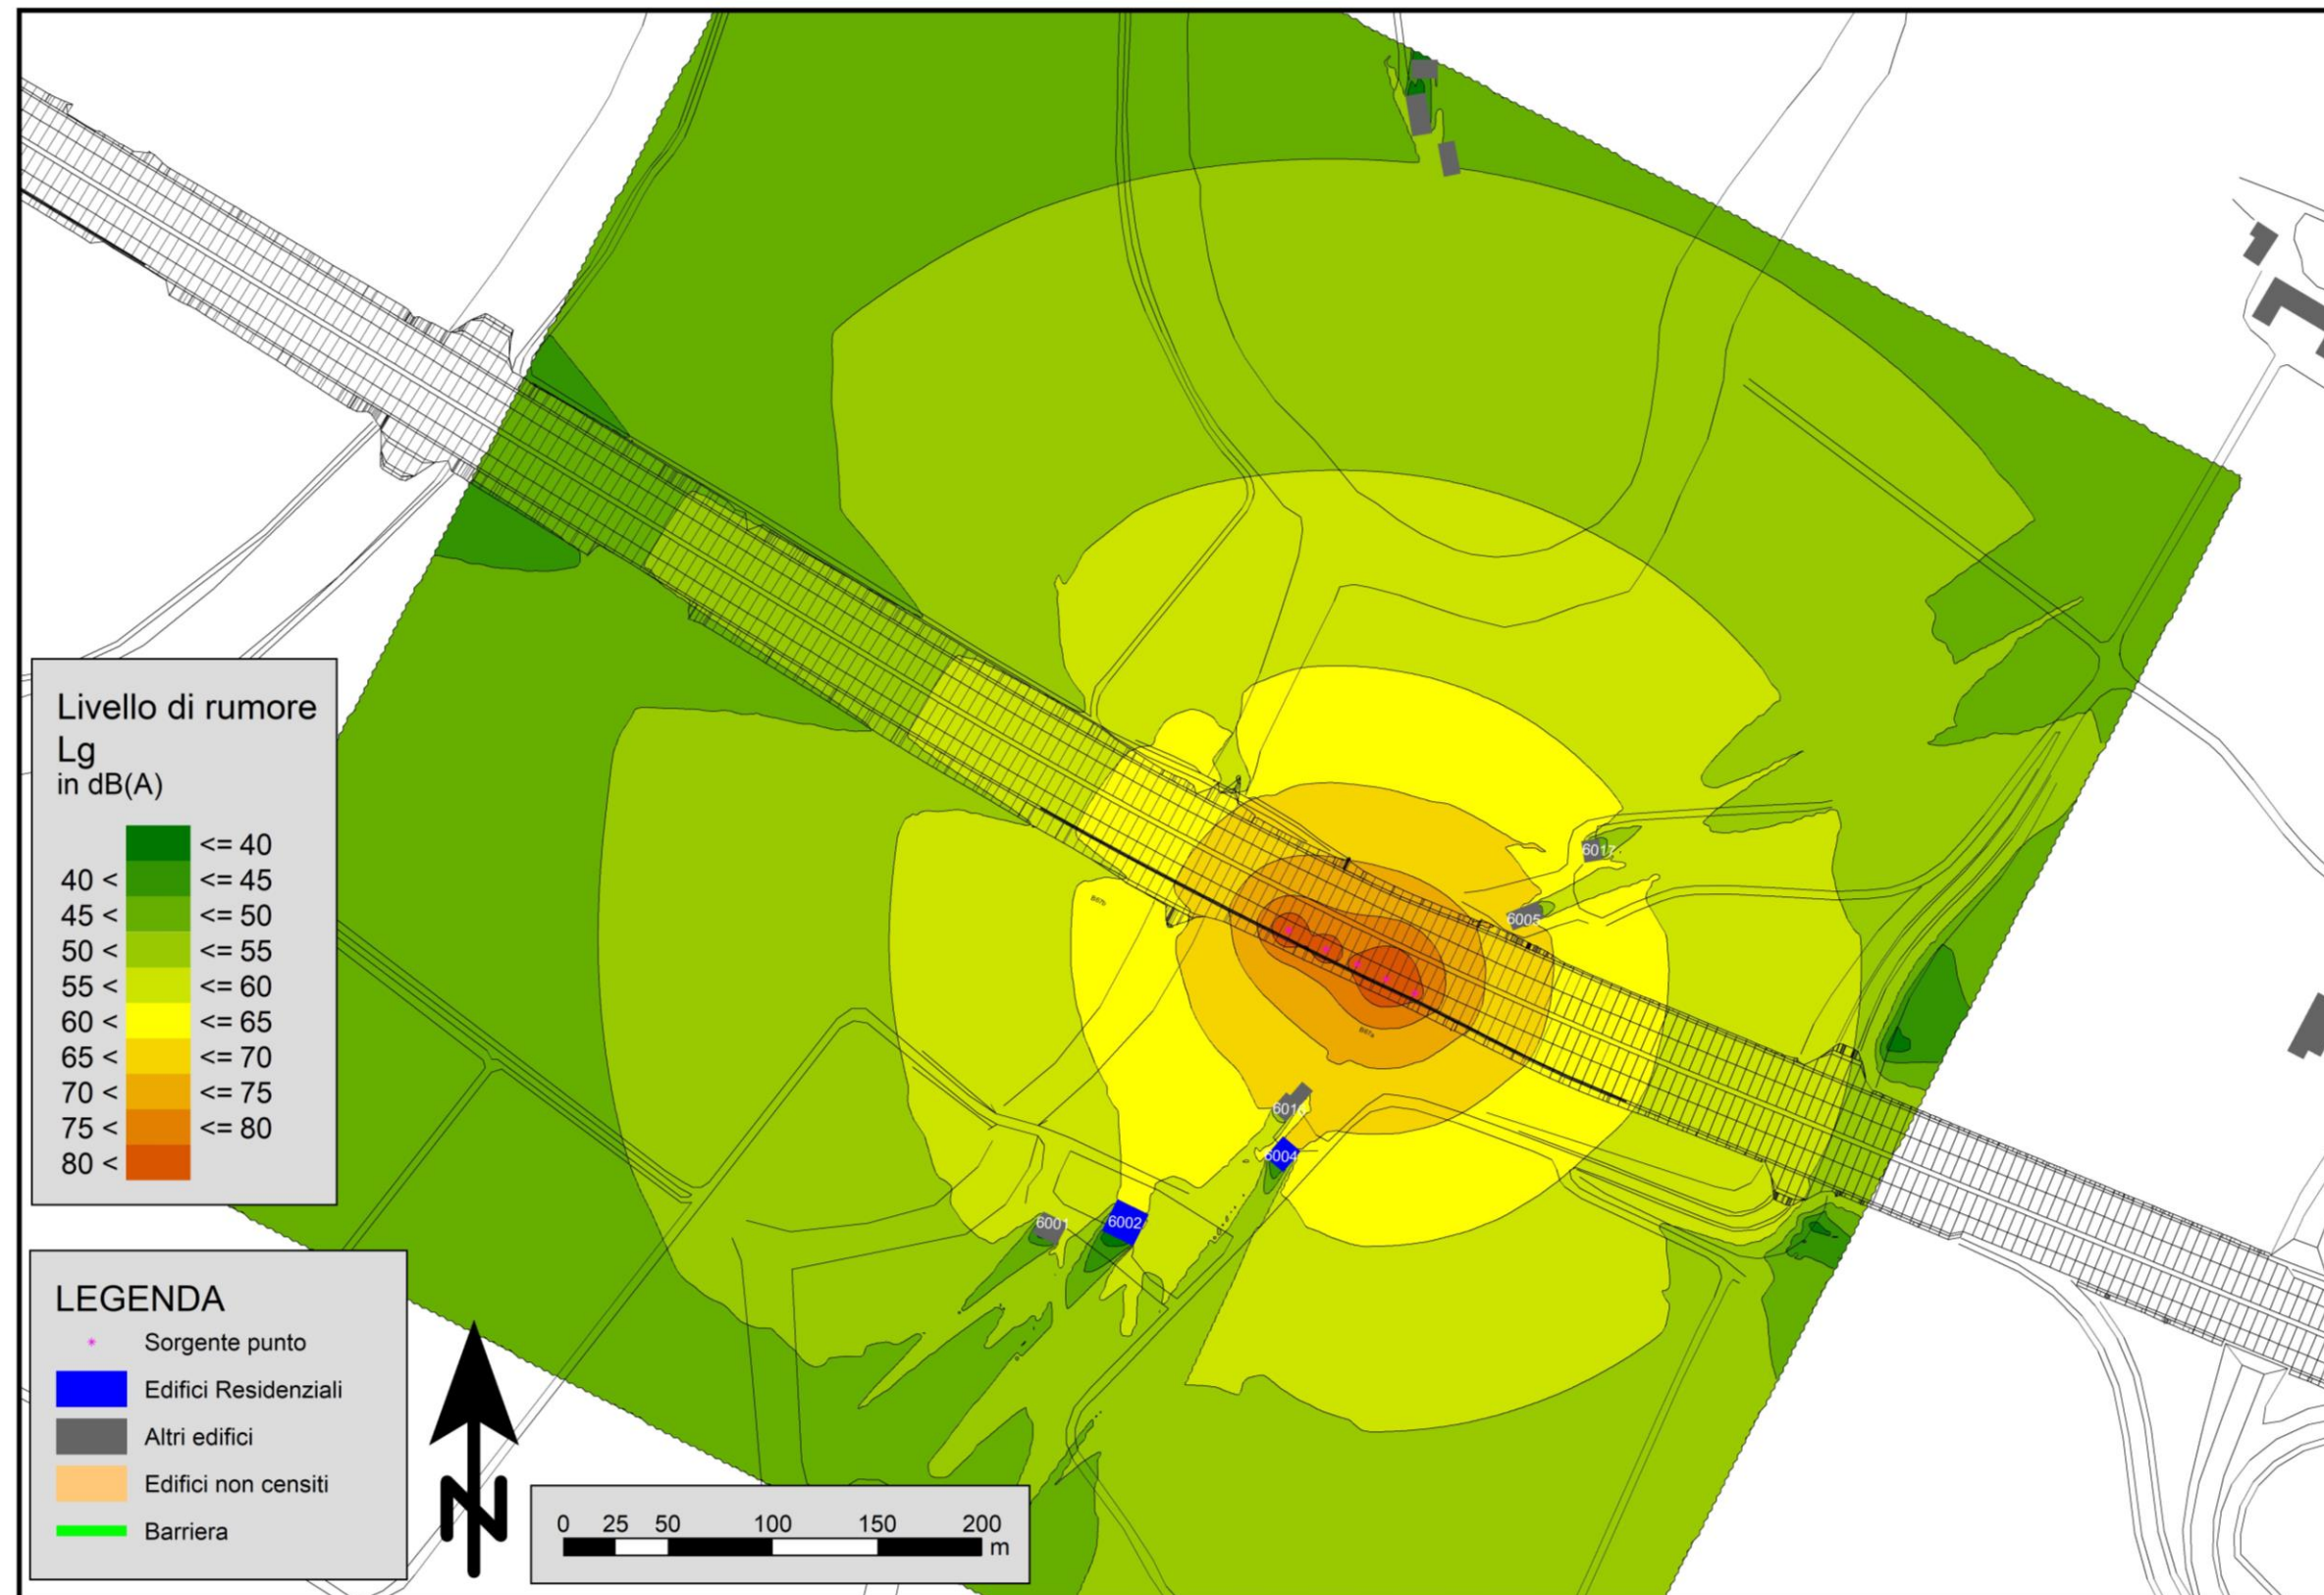 6017
6005
6016
6004
6001
6002
Livello di rumore
Lg
in dB(A)
<= 40
40 < <= 45
45 < <= 50
50 < <= 55
55 < <= 60
60 < <= 65
65 < <= 70
70 < <= 75
75 < <= 80
80 <
LEGENDA
Sorgente punto
Edifici Residenziali
Altri edifici
Edifici non censiti
Barriera
N
0 25 50 100 150 200
m